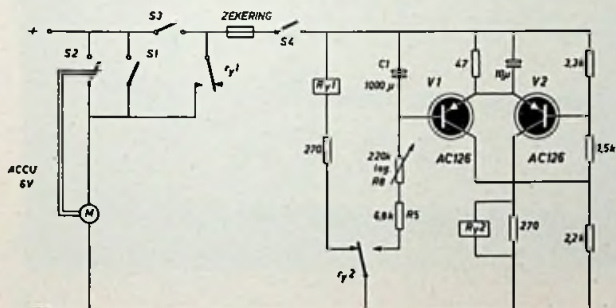 ZEKERING
+
S3
S2
S1
S4
ry1
C1
1000 µ
47
10µ
3,3k
V1
V2
Ry1
270
220k
log.
R8
AC126
AC126
1,5k
ACCU
6V
M
6,8k
R5
Ry2
270
2,2k
ry2